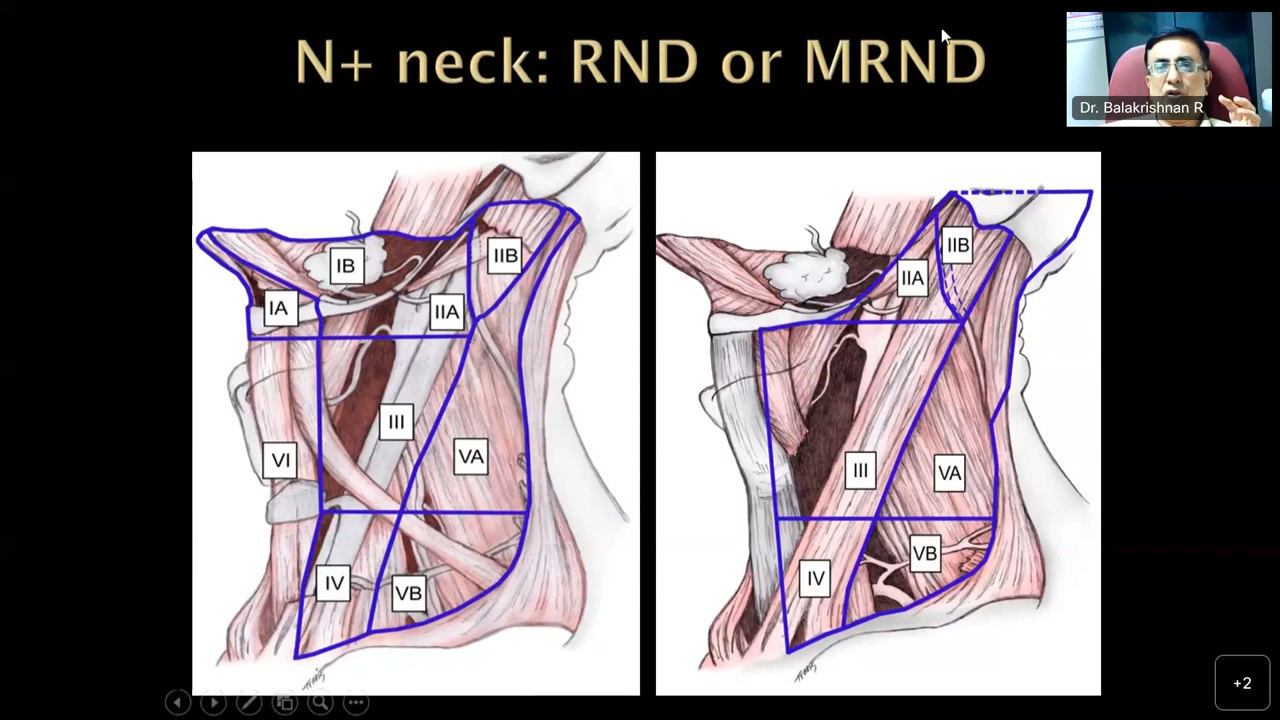 N+ neck: RND or MRND
Dr. Balakrishnan R
IB
IIB
IA
IIA
III
VI
VA
IV
VB
IIB
IIA
III
VA
VB
IV
+2